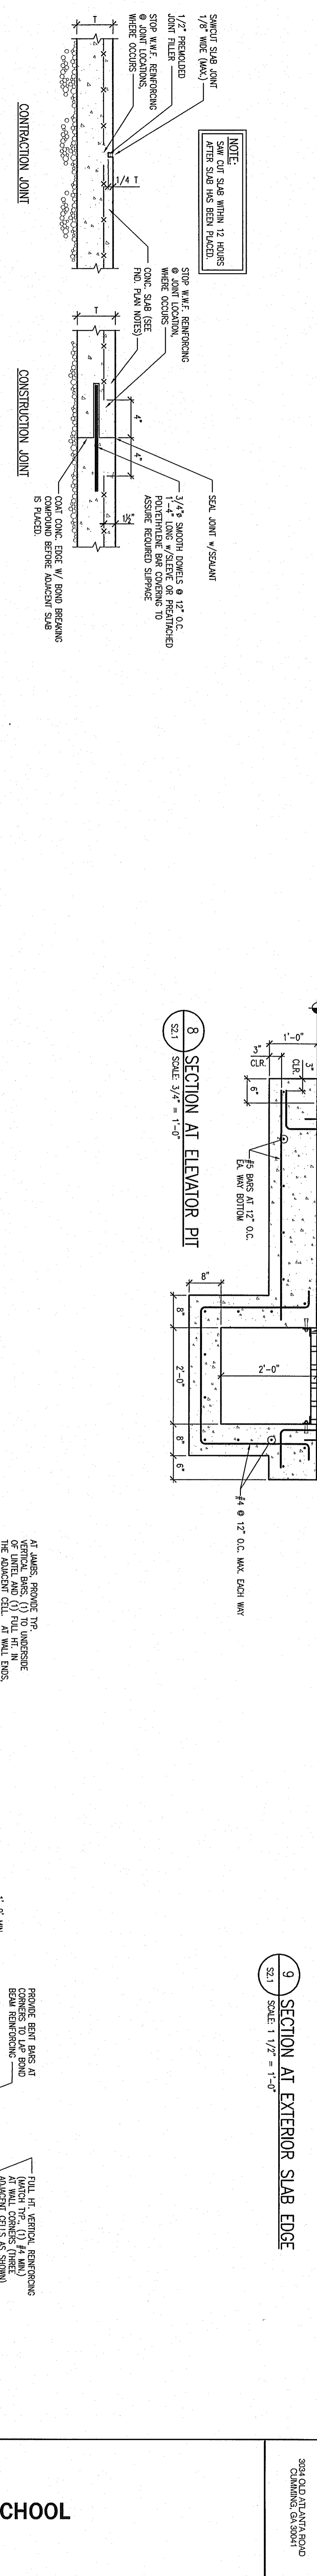 SAWCUT SLAB JOINT
1/8" WIDE (MAX.)
1/2" PREMOLDED
JOINT FILLER
STOP W.W.F. REINFORCING
@ JOINT LOCATIONS,
WHERE OCCURS
T
1/4 T
NOTE:
SAW CUT SLAB WITHIN 12 HOURS
AFTER SLAB HAS BEEN PLACED.
CONTRACTION JOINT
STOP W.W.F. REINFORCING
@ JOINT LOCATION,
WHERE OCCURS
CONC. SLAB (SEE
FND. PLAN NOTES)
T
4"
4"
1½"
SEAL JOINT w/SEALANT
3/4"ø SMOOTH DOWELS @ 12" O.C.
1'-4" LONG w/SLEEVE OR PREATTACHED
POLYETHYLENE BAR COVERING TO
ASSURE REQUIRED SLIPPAGE
COAT CONC. EDGE W/ BOND BREAKING
COMPOUND BEFORE ADJACENT SLAB
IS PLACED.
CONSTRUCTION JOINT
1'-0"
3"
CLR.
3"
CLR.
6"
#5 BARS AT 12" O.C.
EA. WAY BOTTOM
8"
8"
2'-0"
2'-0"
8"
6"
#4 @ 12" O.C. MAX. EACH WAY
8
S2.1
SECTION AT ELEVATOR PIT
SCALE: 3/4" = 1'-0"
9
S2.1
SECTION AT EXTERIOR SLAB EDGE
SCALE: 1 1/2" = 1'-0"
AT JAMBS, PROVIDE TYP.
VERTICAL BARS, (1) TO UNDERSIDE
OF LINTEL AND (1) FULL HT. IN
THE ADJACENT CELL. AT WALL ENDS,
PROVIDE BENT BARS AT
CORNERS TO LAP BOND
BEAM REINFORCING
FULL HT. VERTICAL REINFORCING
(MATCH TYP., (1) #4 MIN.)
AT WALL CORNERS (THREE
ADJACENT CELLS AS SHOWN)
3034 OLD ATLANTA ROAD
CUMMING, GA 30041
CHOOL